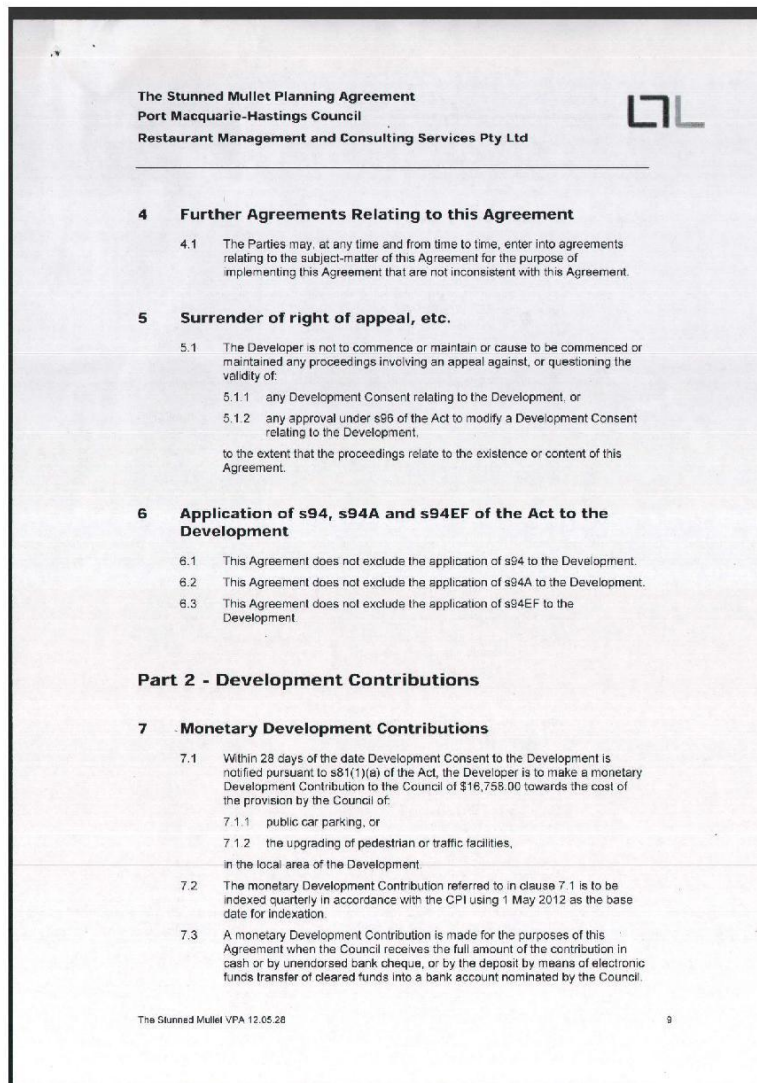 The Stunned Mullet Planning Agreement
Port Macquarie-Hastings Council
Restaurant Management and Consulting Services Pty Ltd
4 Further Agreements Relating to this Agreement
4.1 The Parties may, at any time and from time to time, enter into agreements
relating to the subject-matter of this Agreement for the purpose of
implementing this Agreement that are not inconsistent with this Agreement.
5 Surrender of right of appeal, etc.
5.1 The Developer is not to commence or maintain or cause to be commenced or
maintained any proceedings involving an appeal against, or questioning the
validity of:
5.1.1 any Development Consent relating to the Development, or
5.1.2 any approval under s96 of the Act to modify a Development Consent
relating to the Development,
to the extent that the proceedings relate to the existence or content of this
Agreement.
6 Application of s94, s94A and s94EF of the Act to the
Development
6.1 This Agreement does not exclude the application of s94 to the Development.
6.2 This Agreement does not exclude the application of s94A to the Development.
6.3 This Agreement does not exclude the application of s94EF to the
Development.
Part 2 - Development Contributions
7 Monetary Development Contributions
7.1 Within 28 days of the date Development Consent to the Development is
notified pursuant to s81(1)(a) of the Act, the Developer is to make a monetary
Development Contribution to the Council of $16,758.00 towards the cost of
the provision by the Council of:
7.1.1 public car parking, or
7.1.2 the upgrading of pedestrian or traffic facilities,
in the local area of the Development.
7.2 The monetary Development Contribution referred to in clause 7.1 is to be
indexed quarterly in accordance with the CPI using 1 May 2012 as the base
date for indexation.
7.3 A monetary Development Contribution is made for the purposes of this
Agreement when the Council receives the full amount of the contribution in
cash or by unendorsed bank cheque, or by the deposit by means of electronic
funds transfer of cleared funds into a bank account nominated by the Council.
The Stunned Mullet VPA 12.05.28 9